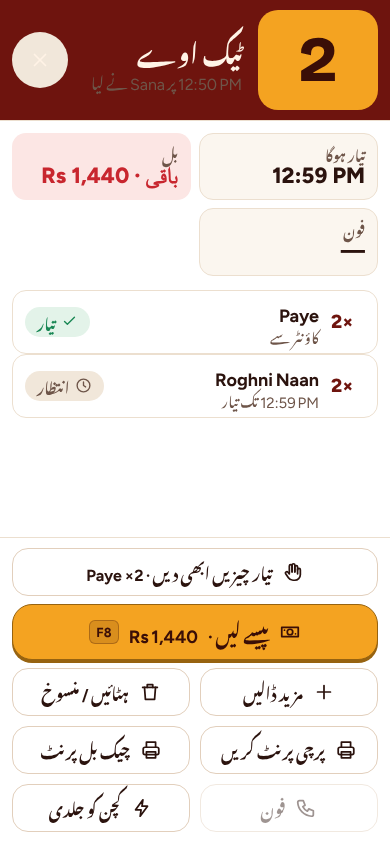 2
ٹیک اوے
12:50 PM پر Sana نے لیا
تیار ہوگا
12:59 PM
بل
Rs 1,440 · باقی
فون
—
2×
Paye
کاؤنٹر سے
تیار
2×
Roghni Naan
12:59 PM تک تیار
انتظار
تیار چیزیں ابھی دیں · Paye ×2
پیسے لیں · Rs 1,440 F8
مزید ڈالیں
ہٹائیں / منسوخ
پرچی پرنٹ کریں
چیک بل پرنٹ
فون
کچن کو جلدی